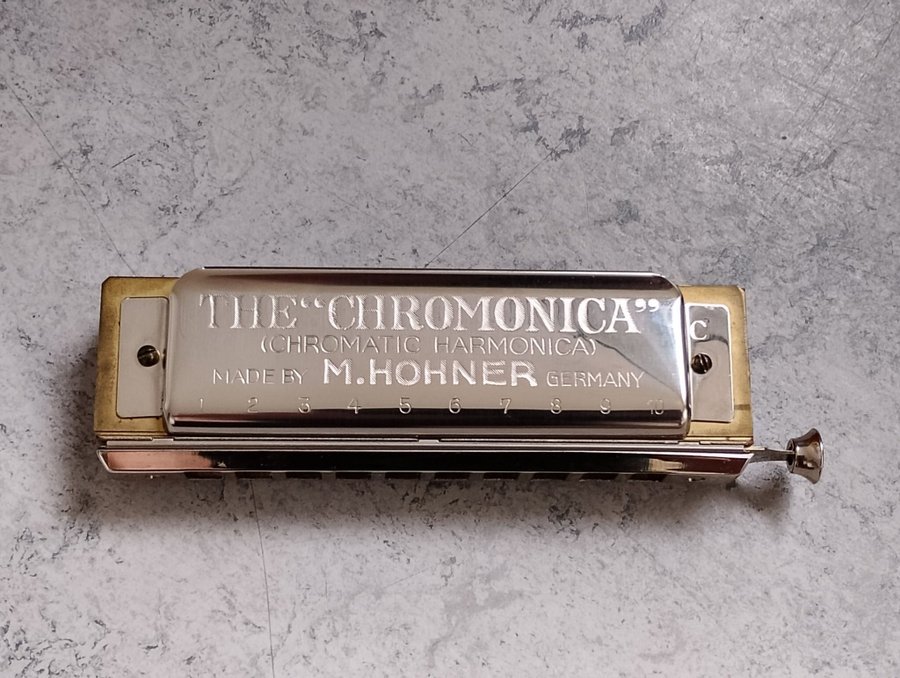 THE “CHROMONICA”
C
(CHROMATIC HARMONICA)
MADE BY M. HOHNER GERMANY
1 2 3 4 5 6 7 8 9 10